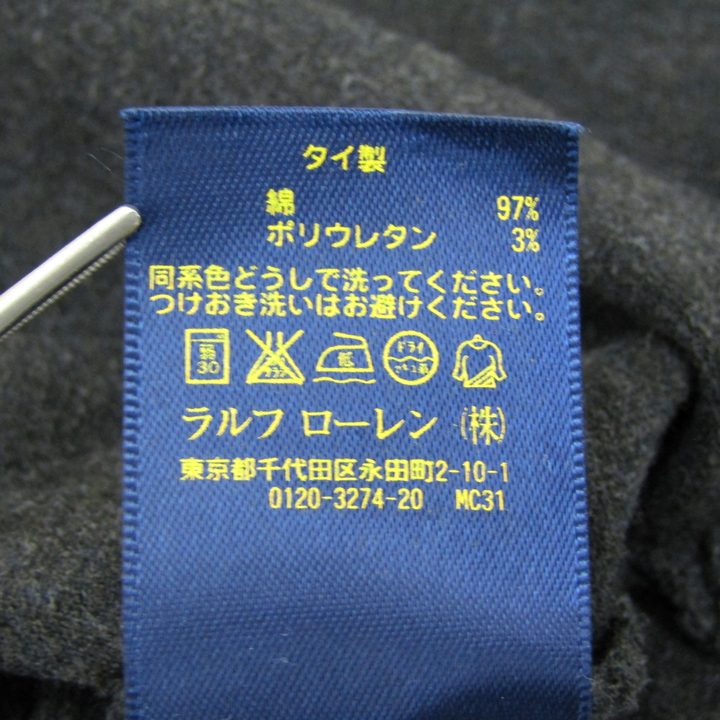 タイ製
綿 97%
ポリウレタン 3%
同系色どうしで洗ってください。
つけおき洗いはお避けください。
弱 30 低 ドライ
ラルフ ローレン (株)
東京都千代田区永田町2-10-1
0120-3274-20 MC31